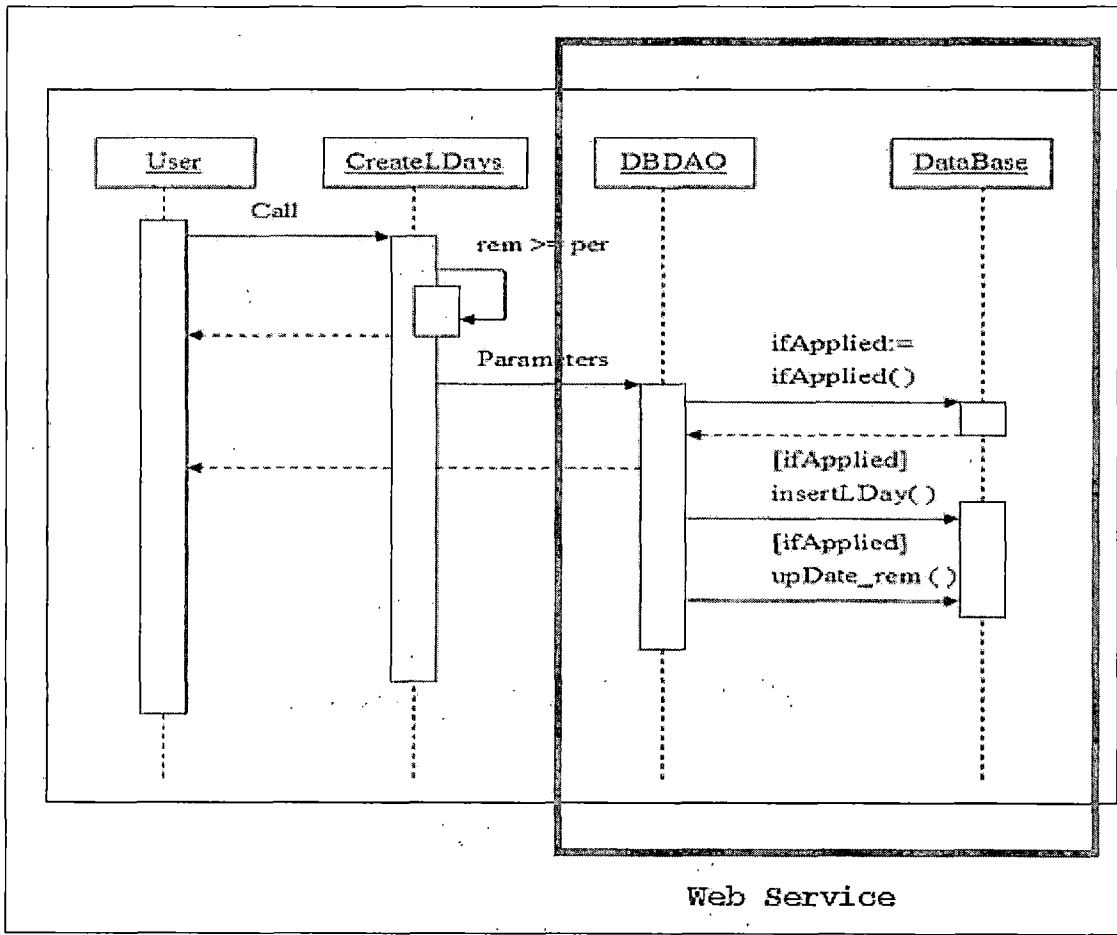 User
CreateLDays
DBDAO
DataBase
Call
rem >= per
Parameters
ifApplied:=
ifApplied()
[ifApplied]
insertLDay()
[ifApplied]
upDate_rem ()
Web Service